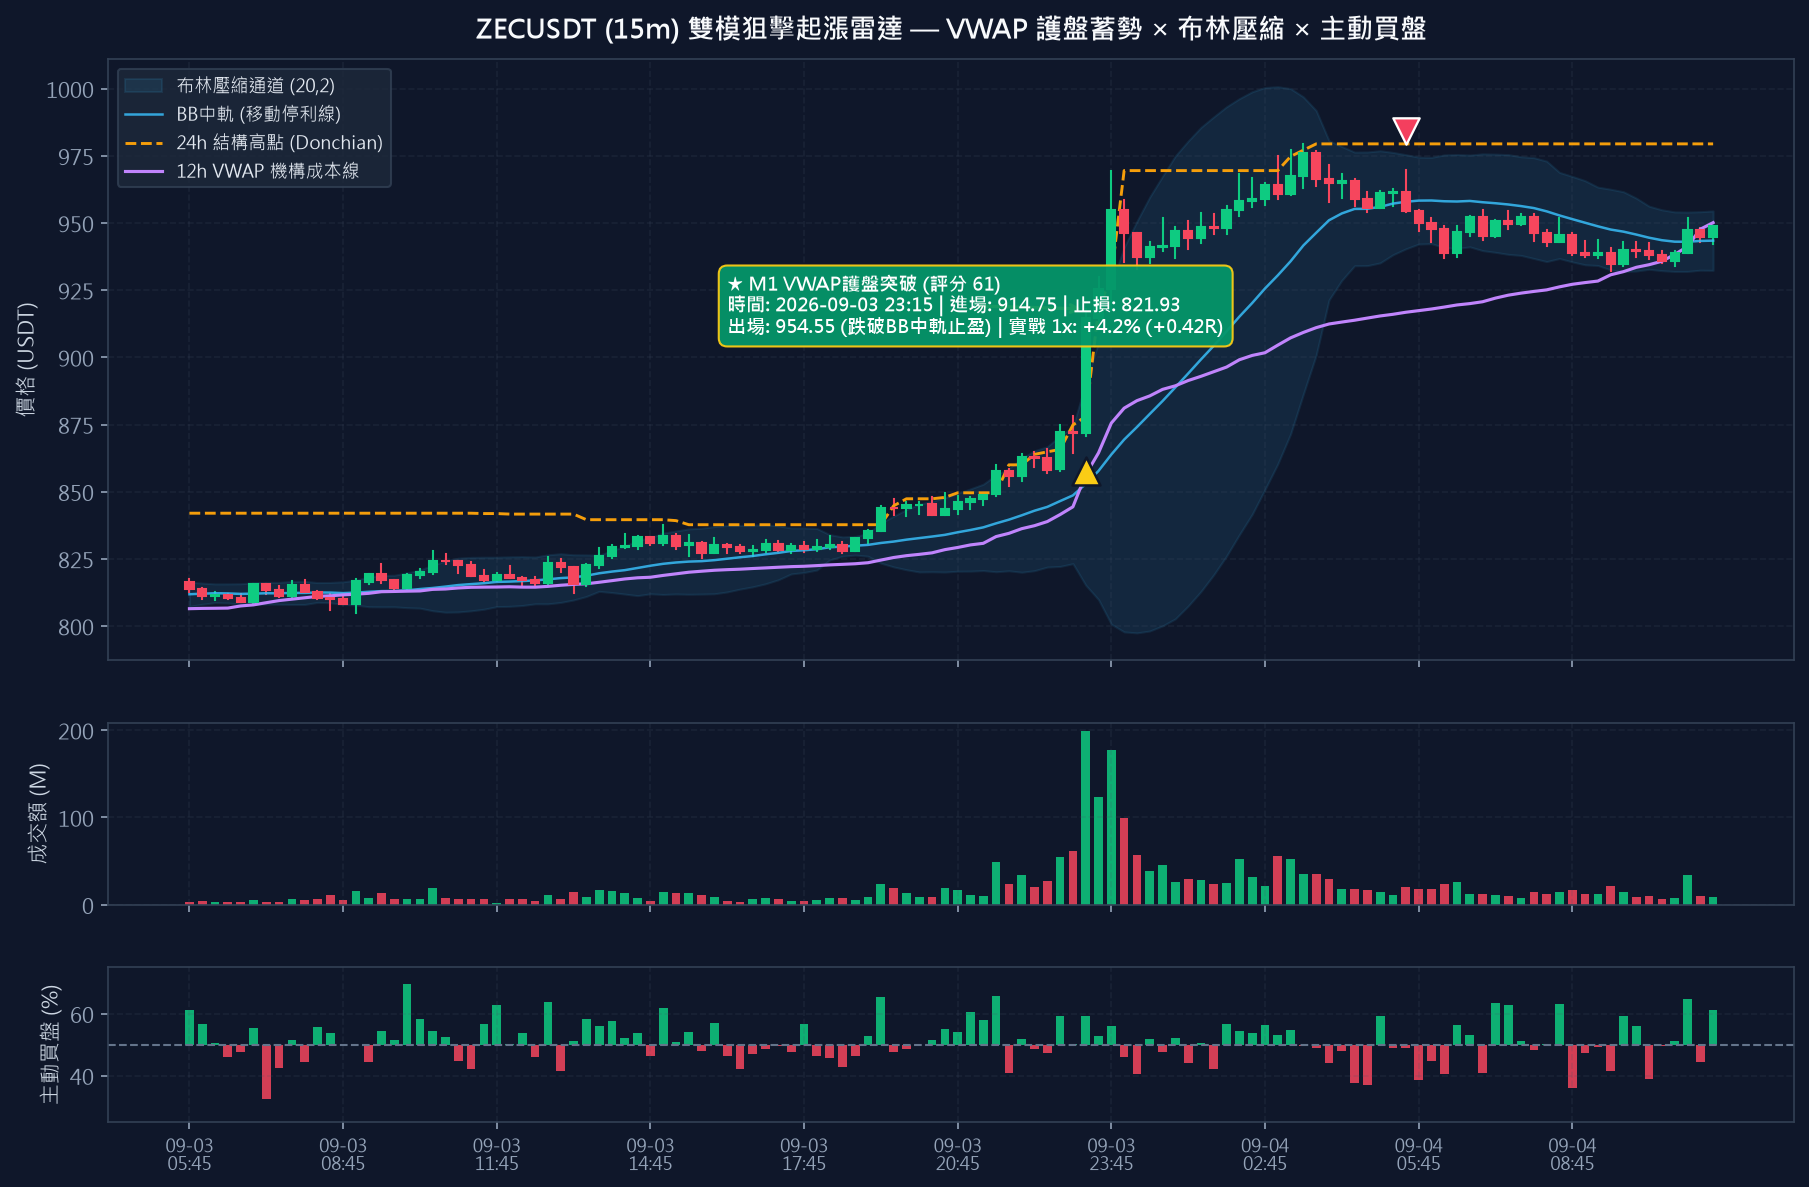 ZECUSDT (15m) 雙模狙擊起漲雷達 — VWAP 護盤蓄勢 × 布林壓縮 × 主動買盤
布林壓縮通道 (20,2)
BB中軌 (移動停利線)
24h 結構高點 (Donchian)
12h VWAP 機構成本線
價格 (USDT)
1000
975
950
925
900
875
850
825
800
★ M1 VWAP護盤突破 (評分 61)
時間: 2026-09-03 23:15 | 進場: 914.75 | 止損: 821.93
出場: 954.55 (跌破BB中軌止盈) | 實戰 1x: +4.2% (+0.42R)
成交額 (M)
200
100
0
主動買盤 (%)
60
40
09-03 09-03 09-03 09-03 09-03 09-03 09-03 09-04 09-04 09-04
05:45 08:45 11:45 14:45 17:45 20:45 23:45 02:45 05:45 08:45